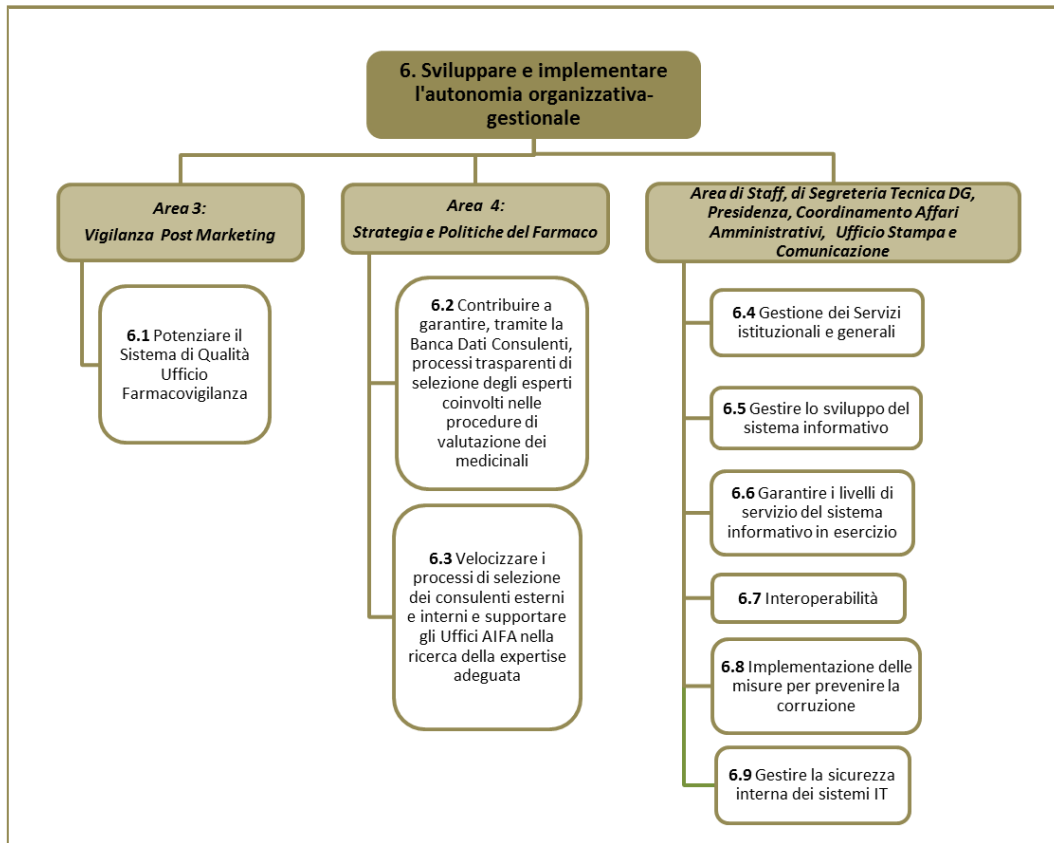 6. Sviluppare e implementare
l'autonomia organizzativa-
gestionale
Area 3:
Vigilanza Post Marketing
6.1 Potenziare il
Sistema di Qualità
Ufficio
Farmacovigilanza
Area 4:
Strategia e Politiche del Farmaco
6.2 Contribuire a
garantire, tramite la
Banca Dati Consulenti,
processi trasparenti di
selezione degli esperti
coinvolti nelle
procedure di
valutazione dei
medicinali
6.3 Velocizzare i
processi di selezione
dei consulenti esterni
e interni e supportare
gli Uffici AIFA nella
ricerca della expertise
adeguata
Area di Staff, di Segreteria Tecnica DG,
Presidenza, Coordinamento Affari
Amministrativi, Ufficio Stampa e
Comunicazione
6.4 Gestione dei Servizi
istituzionali e generali
6.5 Gestire lo sviluppo del
sistema informativo
6.6 Garantire i livelli di
servizio del sistema
informativo in esercizio
6.7 Interoperabilità
6.8 Implementazione delle
misure per prevenire la
corruzione
6.9 Gestire la sicurezza
interna dei sistemi IT